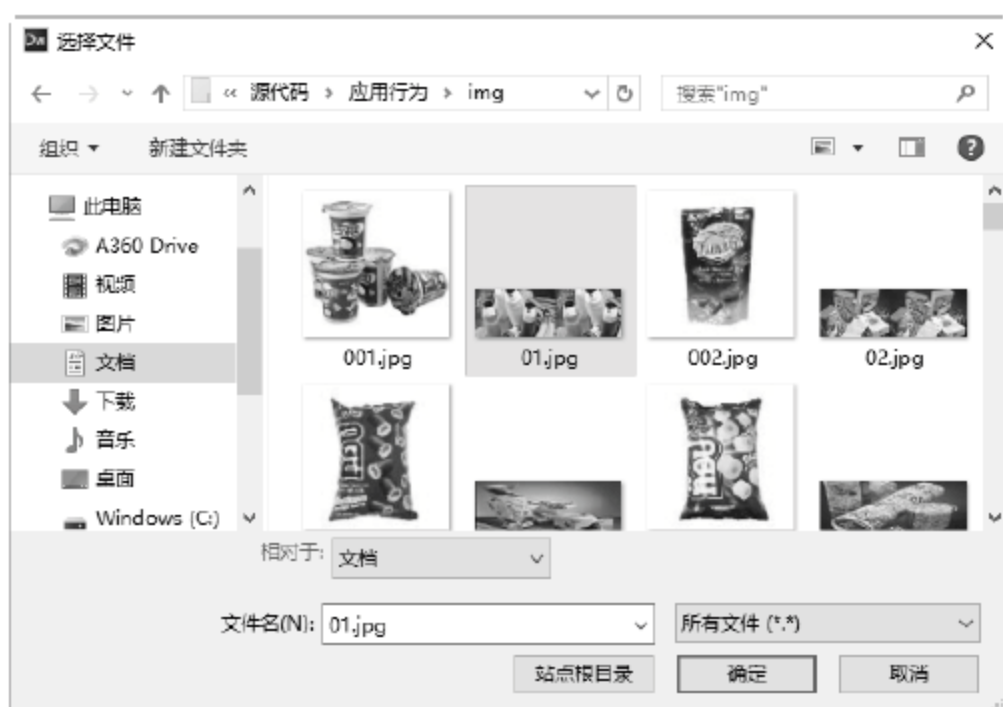 Dw 选择文件
« 源代码 › 应用行为 › img
搜索"img"
组织 新建文件夹
此电脑
A360 Drive
视频
图片
文档
下载
音乐
桌面
Windows (C:)
001.jpg 01.jpg 002.jpg 02.jpg
相对于: 文档
文件名(N): 01.jpg 所有文件 (*.*)
站点根目录 确定 取消